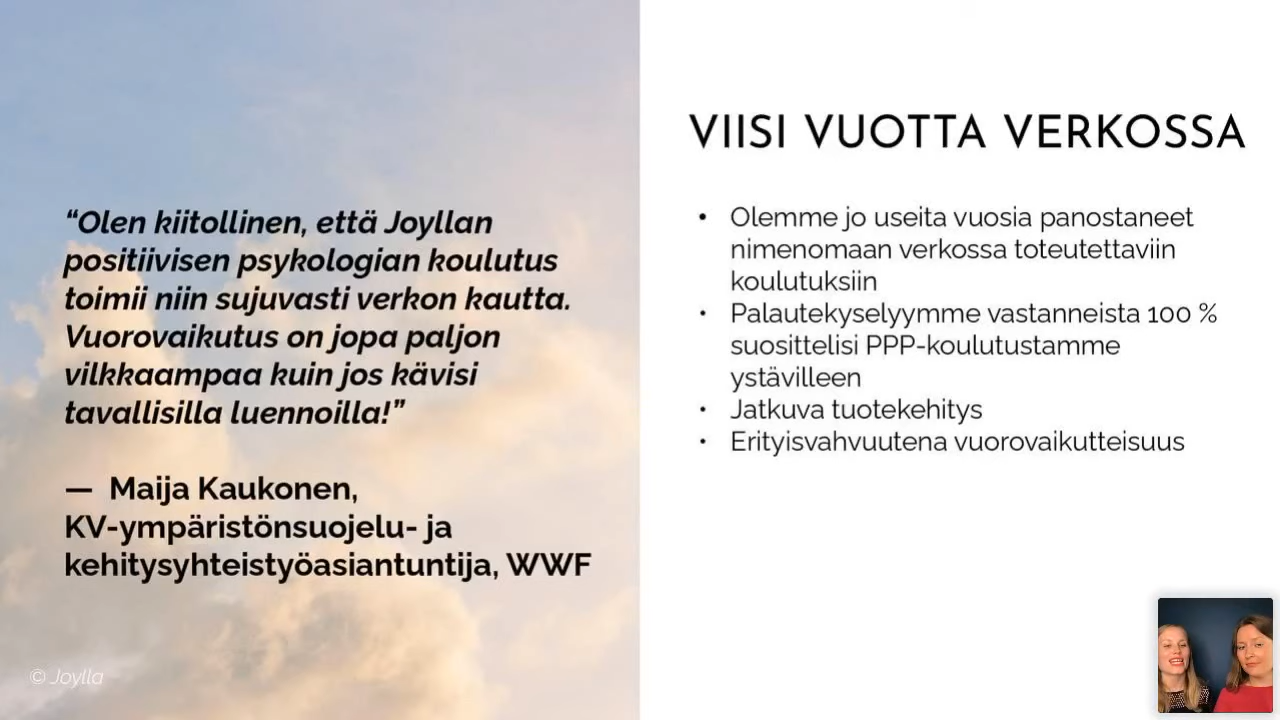 “Olen kiitollinen, että Joyllan
positiivisen psykologian koulutus
toimii niin sujuvasti verkon kautta.
Vuorovaikutus on jopa paljon
vilkkaampaa kuin jos kävisi
tavallisilla luennoilla!”
— Maija Kaukonen,
KV-ympäristönsuojelu- ja
kehitysyhteistyöasiantuntija, WWF
© Joylla
VIISI VUOTTA VERKOSSA
• Olemme jo useita vuosia panostaneet
nimenomaan verkossa toteutettaviin
koulutuksiin
• Palautekyselyymme vastanneista 100 %
suosittelisi PPP-koulutustamme
ystävilleen
• Jatkuva tuotekehitys
• Erityisvahvuutena vuorovaikutteisuus